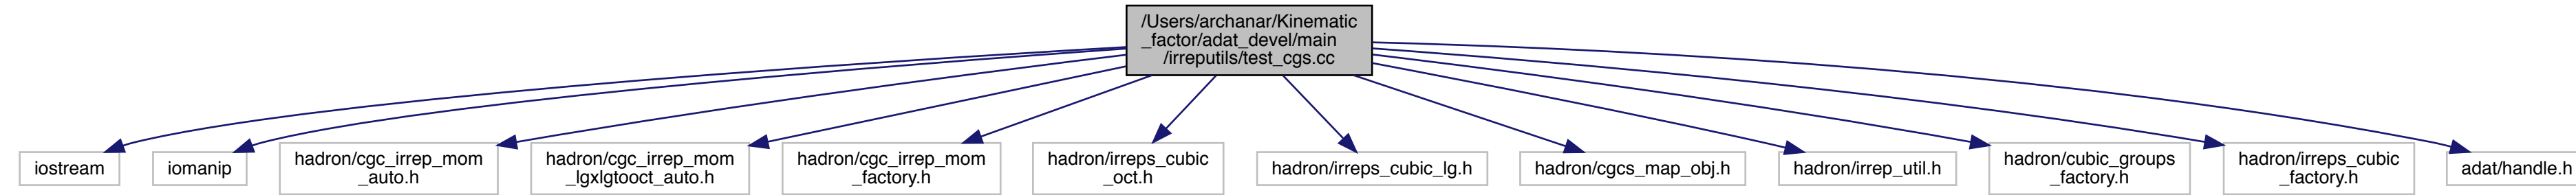 /Users/archanar/Kinematic
_factor/adat_devel/main
/irreputils/test_cgs.cc
iostream
iomanip
hadron/cgc_irrep_mom
_auto.h
hadron/cgc_irrep_mom
_lgxlgtooct_auto.h
hadron/cgc_irrep_mom
_factory.h
hadron/irreps_cubic
_oct.h
hadron/irreps_cubic_lg.h
hadron/cgcs_map_obj.h
hadron/irrep_util.h
hadron/cubic_groups
_factory.h
hadron/irreps_cubic
_factory.h
adat/handle.h